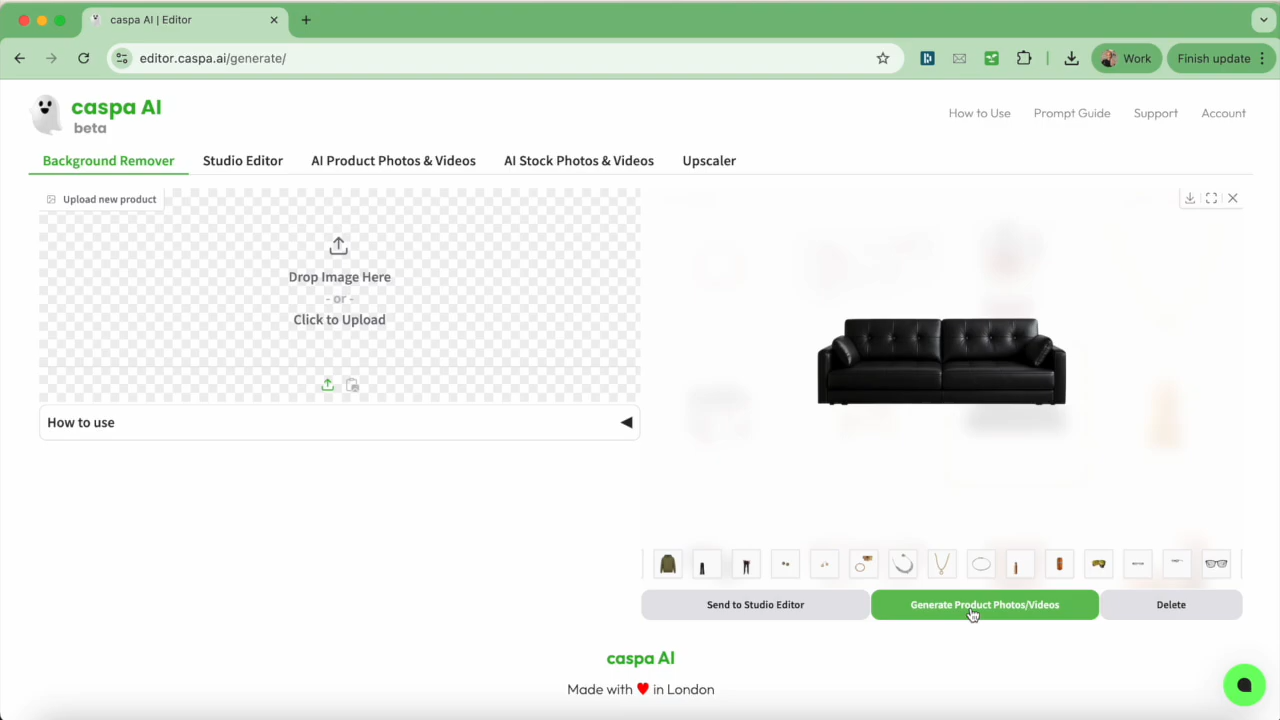 caspa AI | Editor
editor.caspa.ai/generate/
Work
Finish update
caspa AI
beta
How to Use
Prompt Guide
Support
Account
Background Remover
Studio Editor
AI Product Photos & Videos
AI Stock Photos & Videos
Upscaler
Upload new product
Drop Image Here
- or -
Click to Upload
How to use
Send to Studio Editor
Generate Product Photos/Videos
Delete
caspa AI
Made with ❤ in London